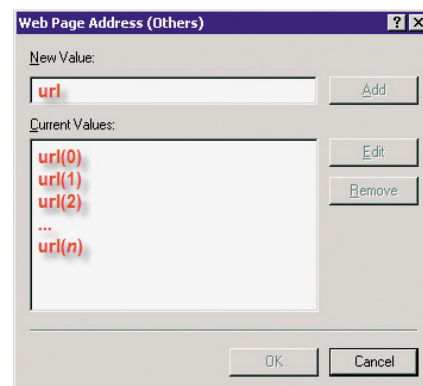 Web Page Address (Others)
? X
New Value:
url
Add
Current Values:
url(0)
Edit
url(1)
Remove
url(2)
...
url(n)
OK
Cancel